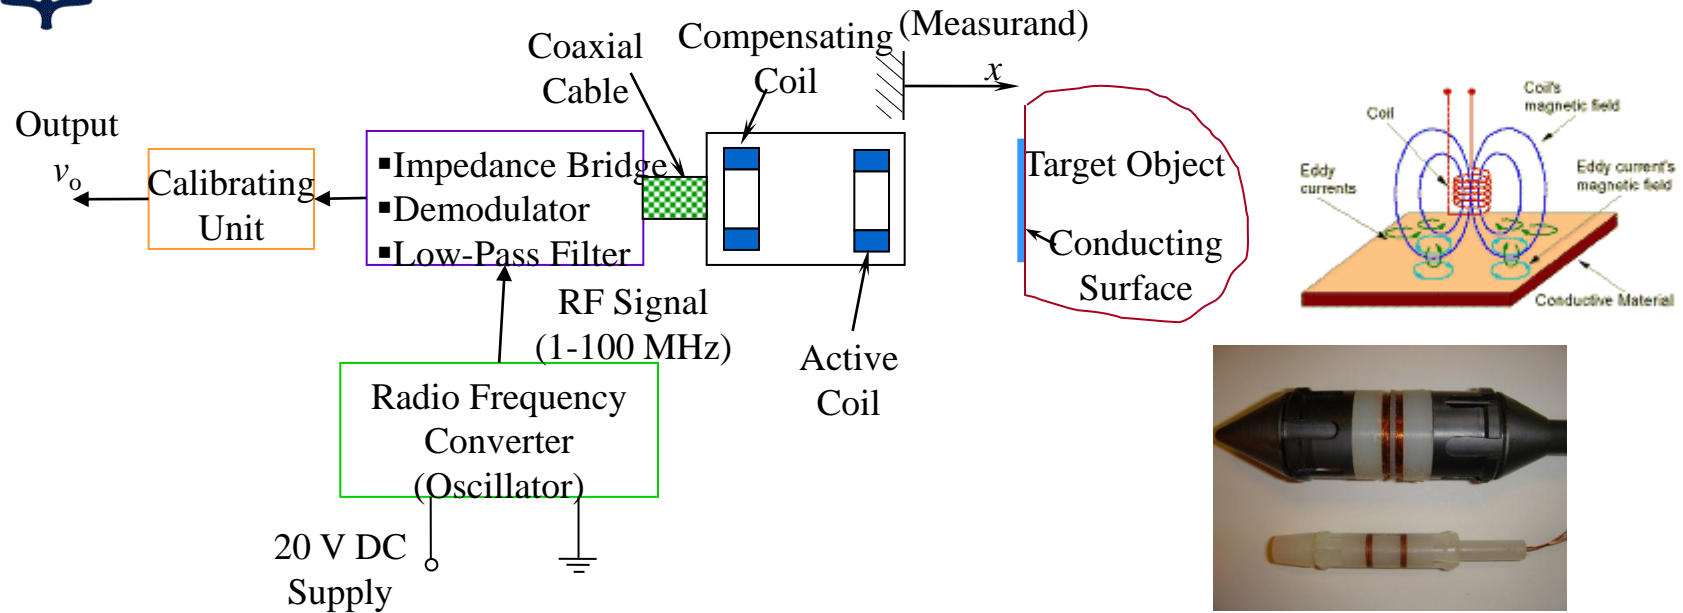 Coaxial
Cable
Compensating
Coil
(Measurand)
x
Output
vo
Calibrating
Unit
▪Impedance Bridge
▪Demodulator
▪Low-Pass Filter
Target Object
Conducting
Surface
RF Signal
(1-100 MHz)
Active
Coil
Radio Frequency
Converter
(Oscillator)
20 V DC
Supply
Coil's
magnetic field
Coil
Eddy
currents
Eddy current's
magnetic field
Conductive Material